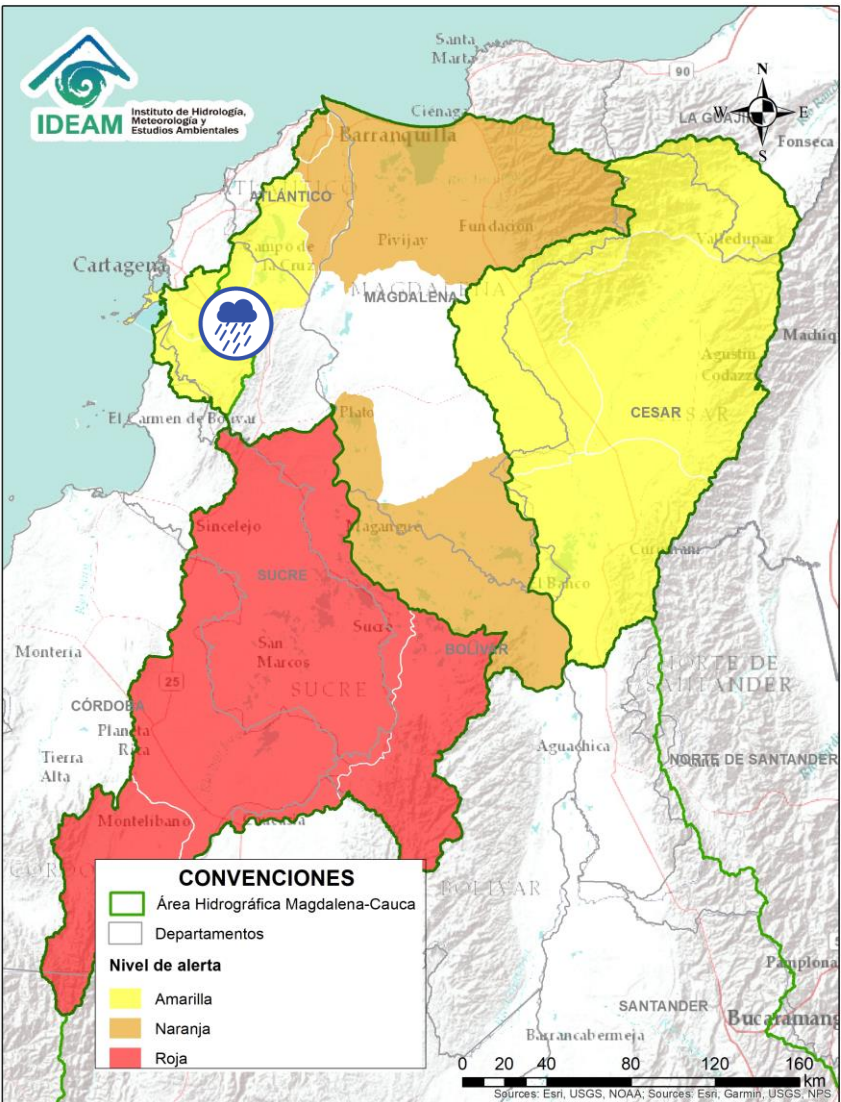 IDEAM
Instituto de Hidrología,
Meteorología y
Estudios Ambientales
Santa
Marta
90
N
W
E
S
LA GUAJIR
Fonseca
Ciénaga
Barranquilla
ATLÁNTICO
Campo de
la Cruz
Pivijay
Fundación
Valledupar
Cartagena
MAGDALENA
Machiq
Agustín
Codazzi
CESAR
El Carmen de Bolívar
Plato
Sincelejo
Magangué
Curumaní
El Banco
SUCRE
Sucre
BOLÍVAR
Montería
San
Marcos
SUCRE
25
CÓRDOBA
Planeta
Rica
Tierra
Alta
Aguachica
NORTE DE
SANTANDER
NORTE DE SANTANDER
Montelíbano
BOLÍVAR
CONVENCIONES
Área Hidrográfica Magdalena-Cauca
Departamentos
Nivel de alerta
Amarilla
Naranja
Roja
Pamplona
SANTANDER
Bucaramang
Barrancabermeja
0 20 40 80 120 160
km
Sources: Esri, USGS, NOAA; Sources: Esri, Garmin, USGS, NPS